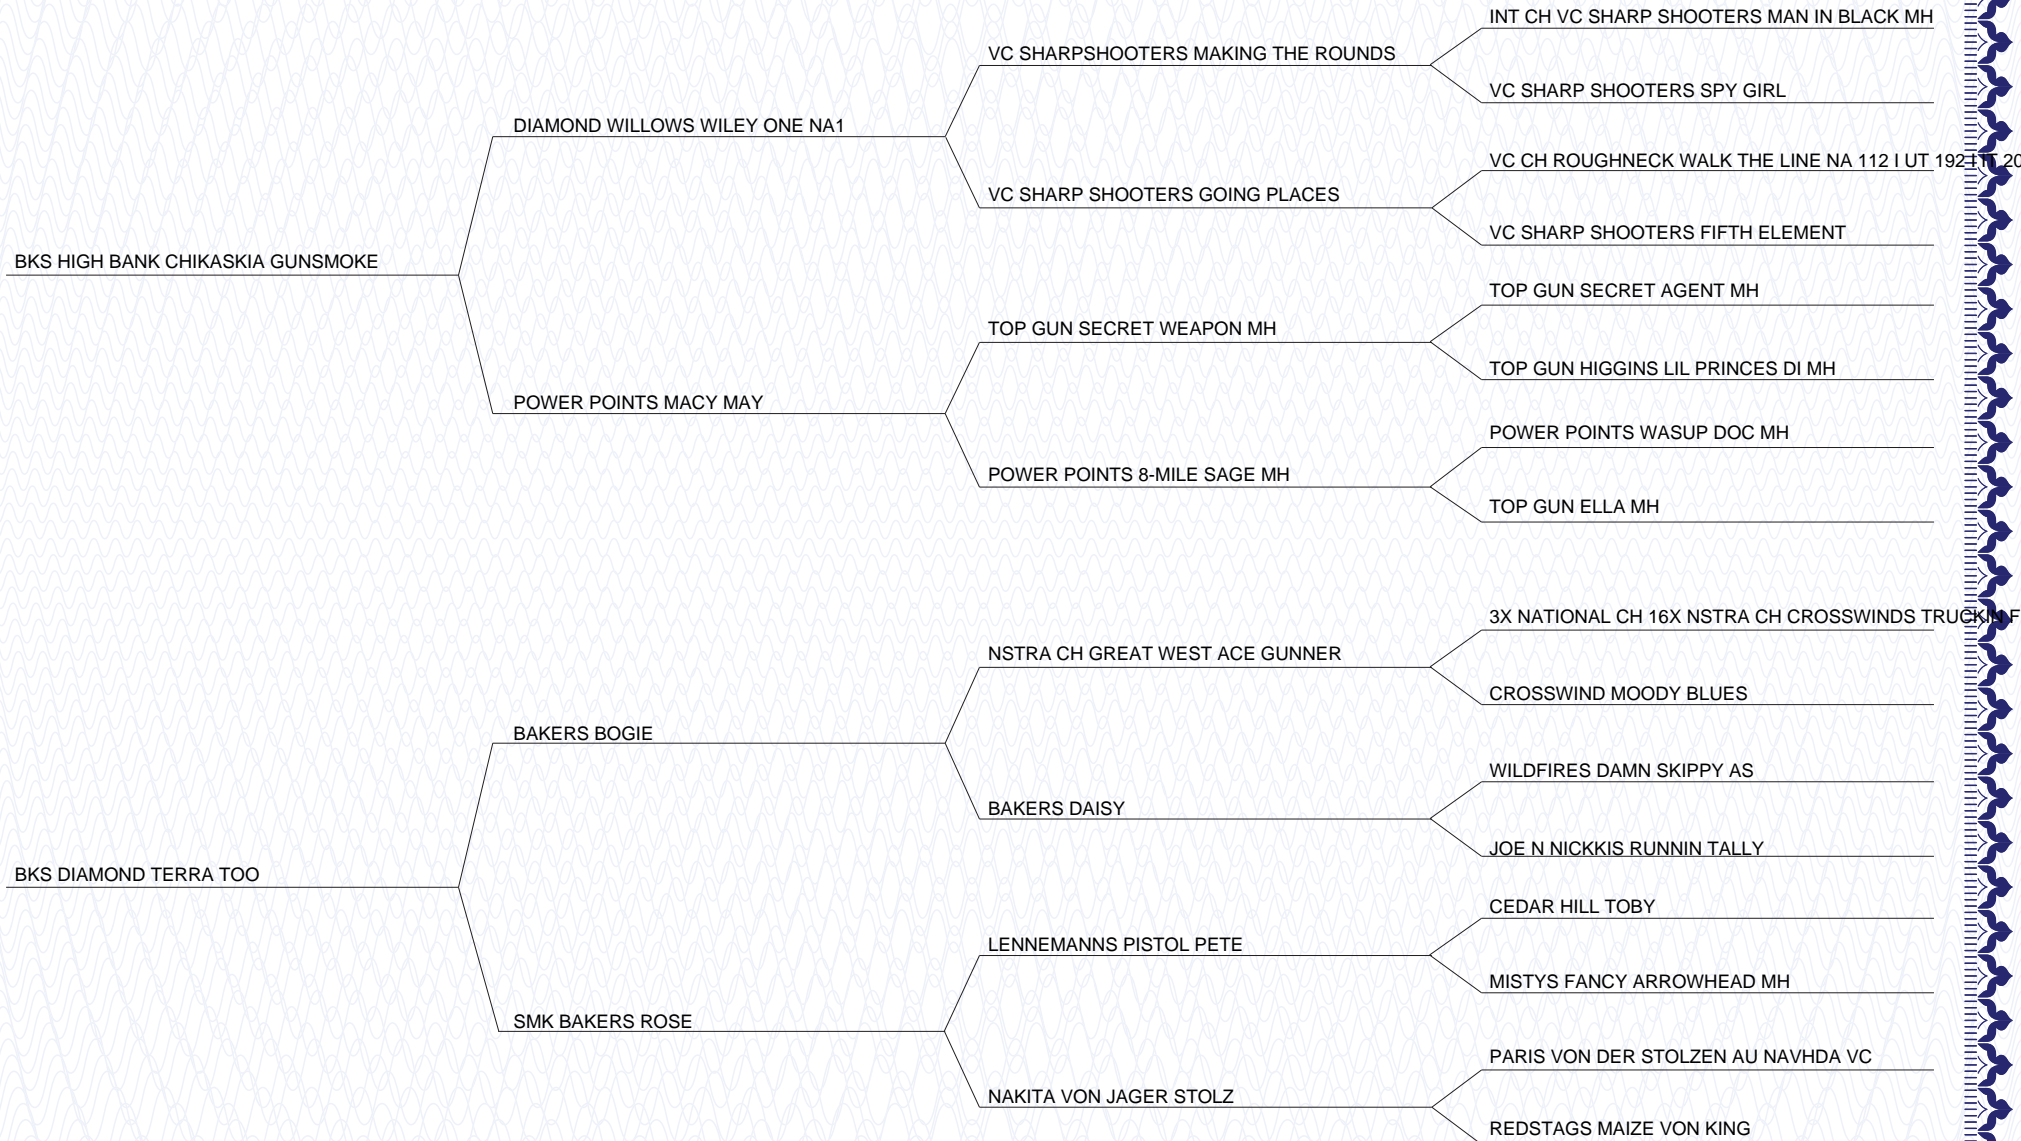 INT CH VC SHARP SHOOTERS MAN IN BLACK MH
VC SHARPSHOOTERS MAKING THE ROUNDS
VC SHARP SHOOTERS SPY GIRL
DIAMOND WILLOWS WILEY ONE NA1
VC CH ROUGHNECK WALK THE LINE NA 112 I UT 192 I 20
VC SHARP SHOOTERS GOING PLACES
VC SHARP SHOOTERS FIFTH ELEMENT
BKS HIGH BANK CHIKASKIA GUNSMOKE
TOP GUN SECRET AGENT MH
TOP GUN SECRET WEAPON MH
TOP GUN HIGGINS LIL PRINCES DI MH
POWER POINTS MACY MAY
POWER POINTS WASUP DOC MH
POWER POINTS 8-MILE SAGE MH
TOP GUN ELLA MH
3X NATIONAL CH 16X NSTRA CH CROSSWINDS TRUCKIN F
NSTRA CH GREAT WEST ACE GUNNER
CROSSWIND MOODY BLUES
BAKERS BOGIE
WILDFIRES DAMN SKIPPY AS
BAKERS DAISY
JOE N NICKKIS RUNNIN TALLY
BKS DIAMOND TERRA TOO
CEDAR HILL TOBY
LENNEMANNS PISTOL PETE
MISTYS FANCY ARROWHEAD MH
SMK BAKERS ROSE
PARIS VON DER STOLZEN AU NAVHDA VC
NAKITA VON JAGER STOLZ
REDSTAGS MAIZE VON KING